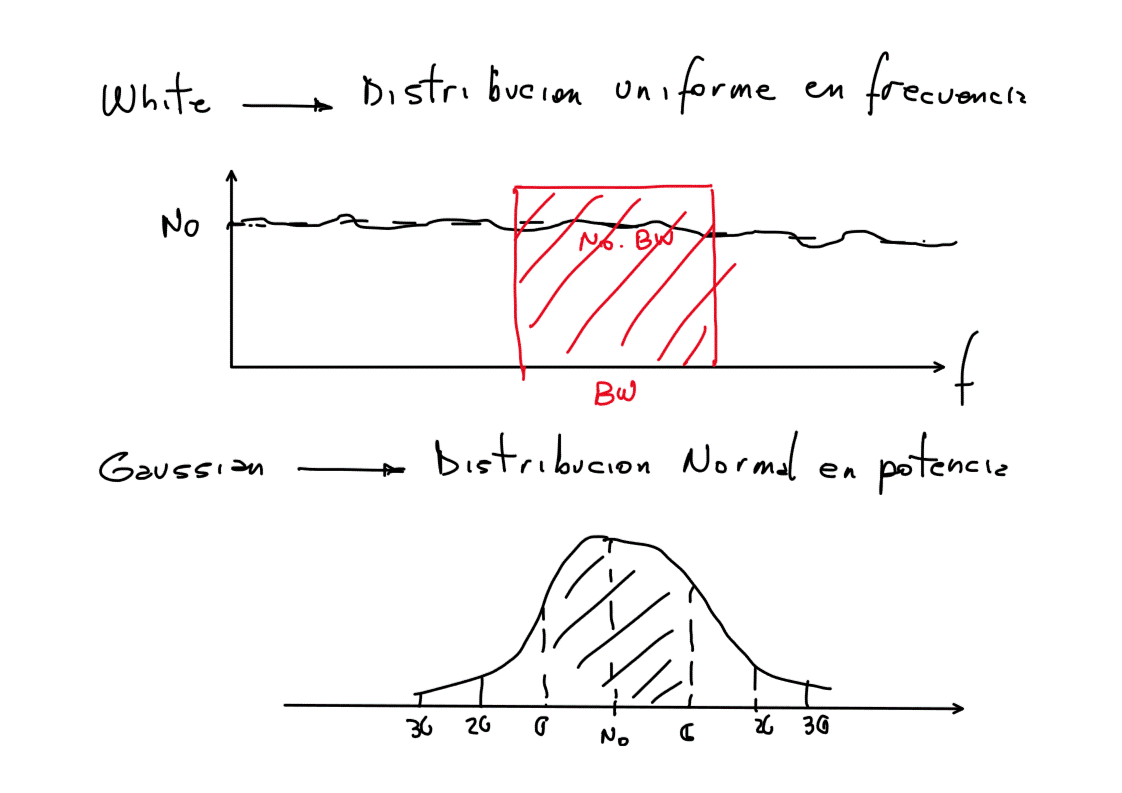 White → Distribucion uniforme en frecuencia
No
No. BW
f
BW
Gaussian → Distribucion Normal en potencia
3σ 2σ σ No σ 2σ 3σ